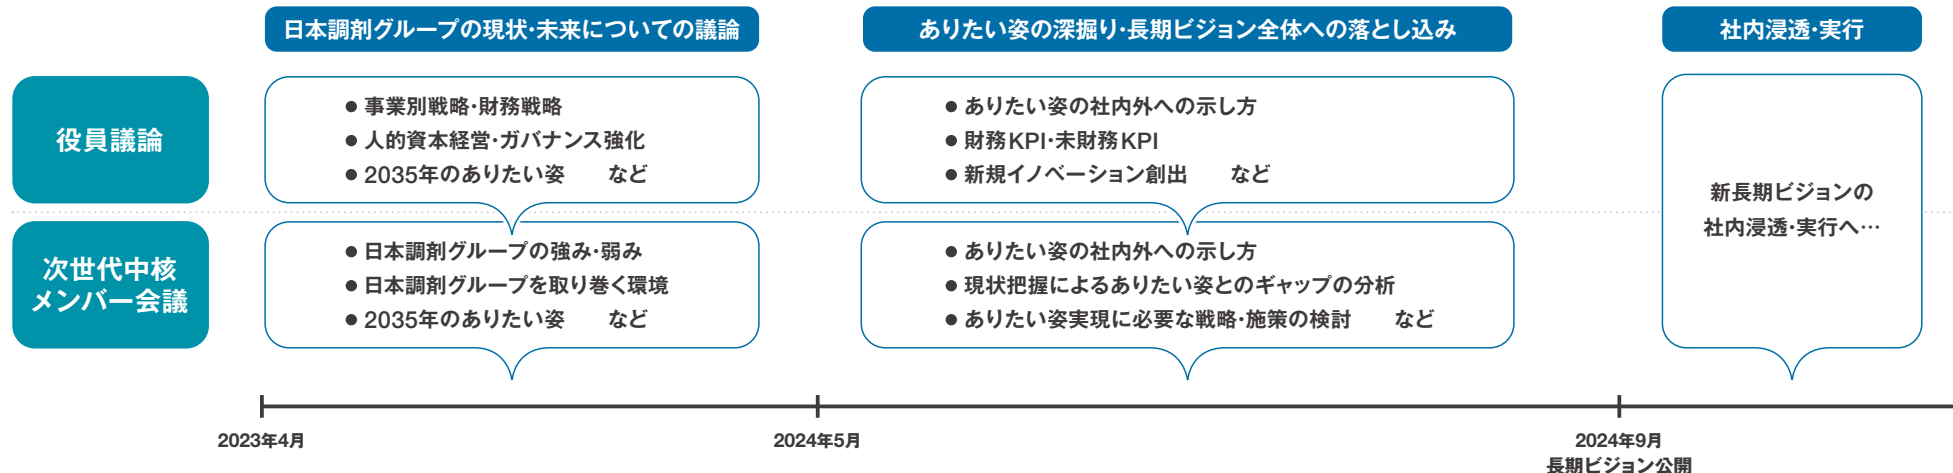 日本調剤グループの現状・未来についての議論
ありたい姿の深掘り・長期ビジョン全体への落とし込み
社内浸透・実行
役員議論
● 事業別戦略・財務戦略
● 人的資本経営・ガバナンス強化
● 2035年のありたい姿　など
● ありたい姿の社内外への示し方
● 財務KPI・未財務KPI
● 新規イノベーション創出　など
次世代中核
メンバー会議
● 日本調剤グループの強み・弱み
● 日本調剤グループを取り巻く環境
● 2035年のありたい姿　など
● ありたい姿の社内外への示し方
● 現状把握によるありたい姿とのギャップの分析
● ありたい姿実現に必要な戦略・施策の検討　など
新長期ビジョンの
社内浸透・実行へ…
2023年4月
2024年5月
2024年9月
長期ビジョン公開